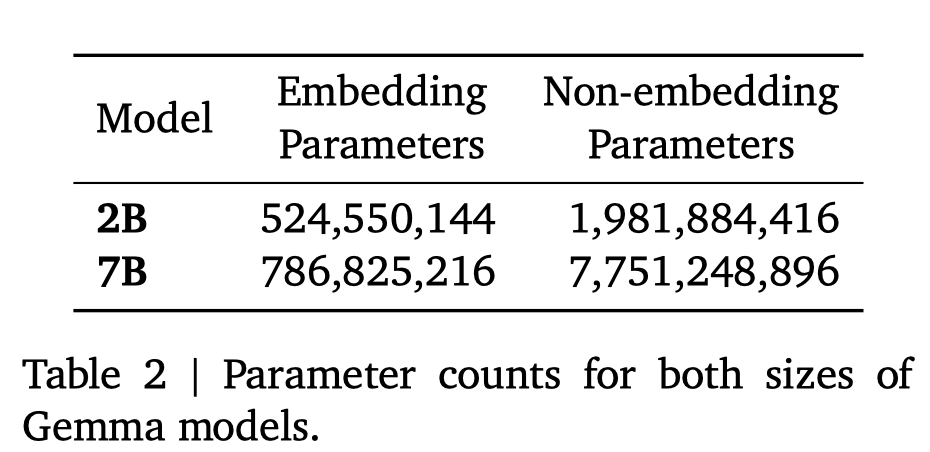 Model Embedding Parameters Non-embedding Parameters
2B 524,550,144 1,981,884,416
7B 786,825,216 7,751,248,896
Table 2 | Parameter counts for both sizes of
Gemma models.